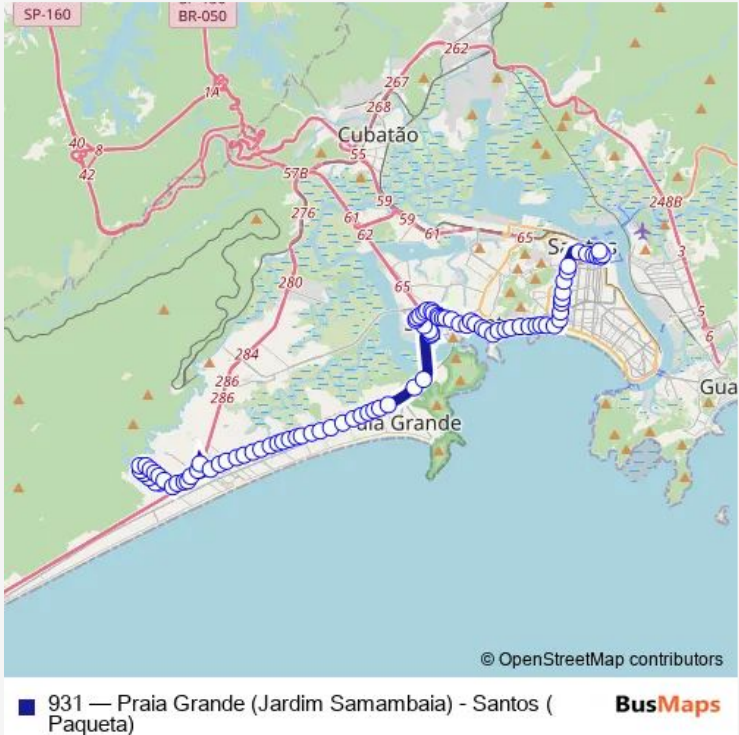 SP-160
BR-050
262
267
1A
268
Cubatão
40
8
55
42
57B
59
248B
276
61
59
62
61
65
3
280
65
5
6
284
286
286
Gua
Grande
© OpenStreetMap contributors
931 — Praia Grande (Jardim Samambaia) - Santos (
Paqueta)
BusMaps